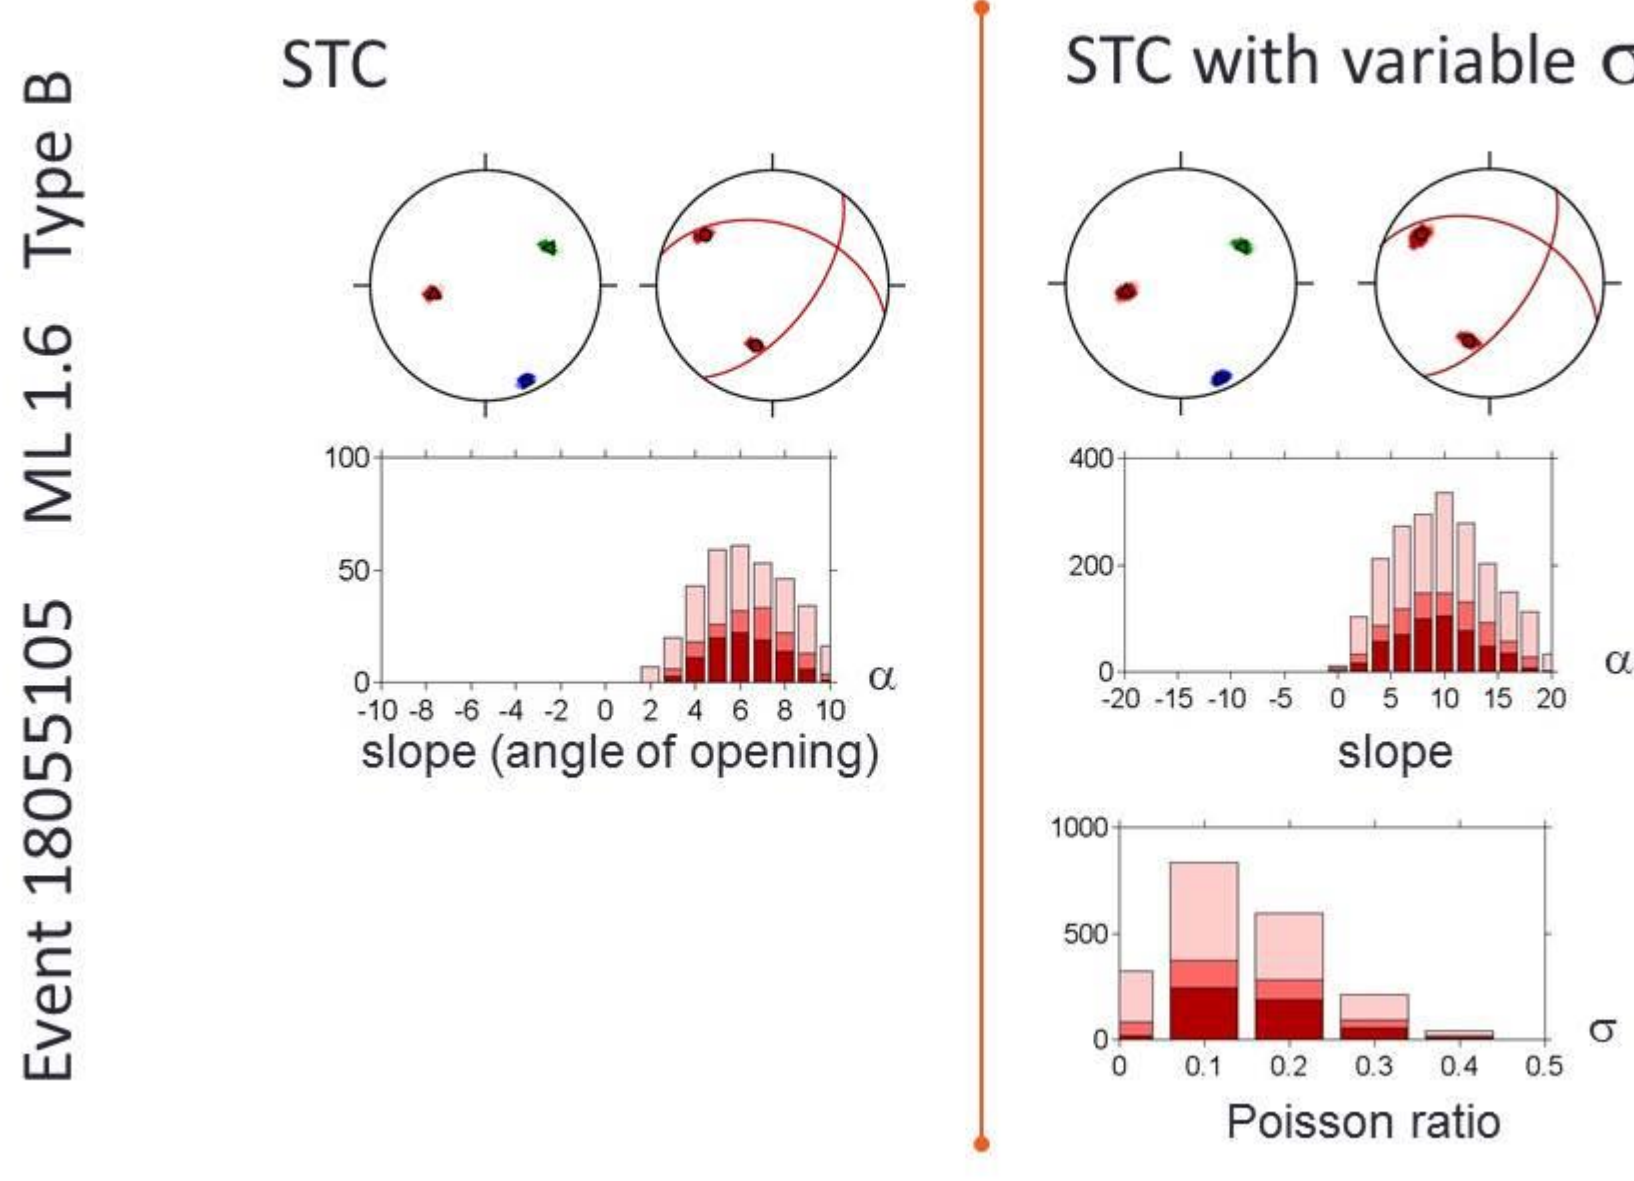 Event 18055105 ML 1.6 Type B
STC
100
50
0
-10 -8 -6 -4 -2 0 2 4 6 8 10
α
slope (angle of opening)
STC with variable σ
400
200
0
-20 -15 -10 -5 0 5 10 15 20
α
slope
1000
500
0
0 0.1 0.2 0.3 0.4 0.5
σ
Poisson ratio